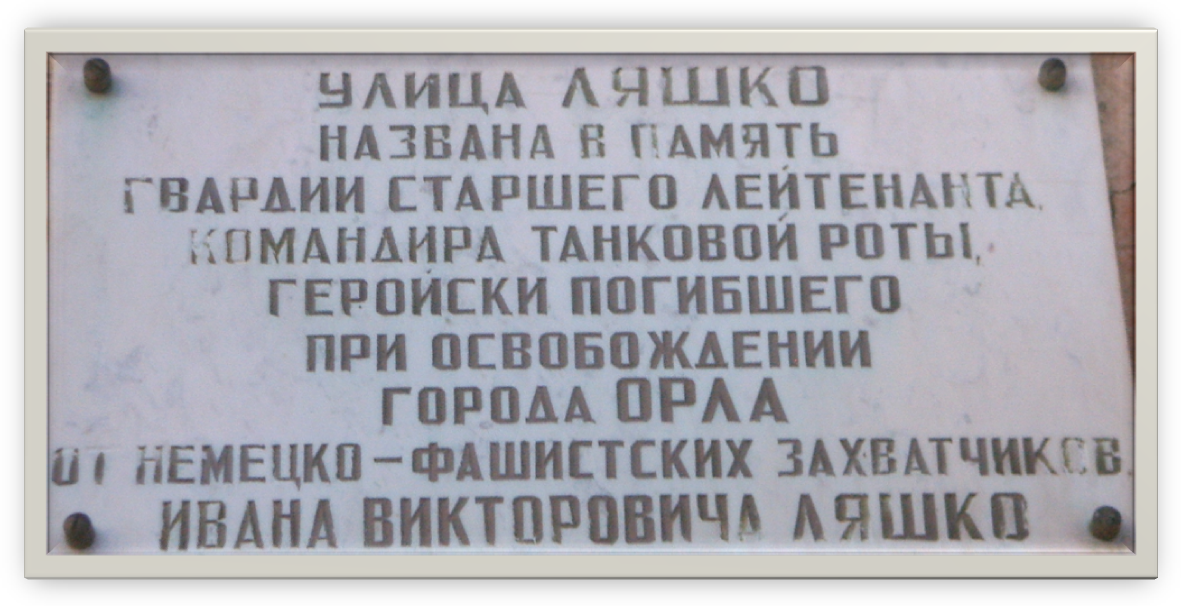 УЛИЦА ЛЯШКО
НАЗВАНА В ПАМЯТЬ
ГВАРДИИ СТАРШЕГО ЛЕЙТЕНАНТА,
КОМАНДИРА ТАНКОВОЙ РОТЫ,
ГЕРОЙСКИ ПОГИБШЕГО
ПРИ ОСВОБОЖДЕНИИ
ГОРОДА ОРЛА
ОТ НЕМЕЦКО-ФАШИСТСКИХ ЗАХВАТЧИКОВ,
ИВАНА ВИКТОРОВИЧА ЛЯШКО